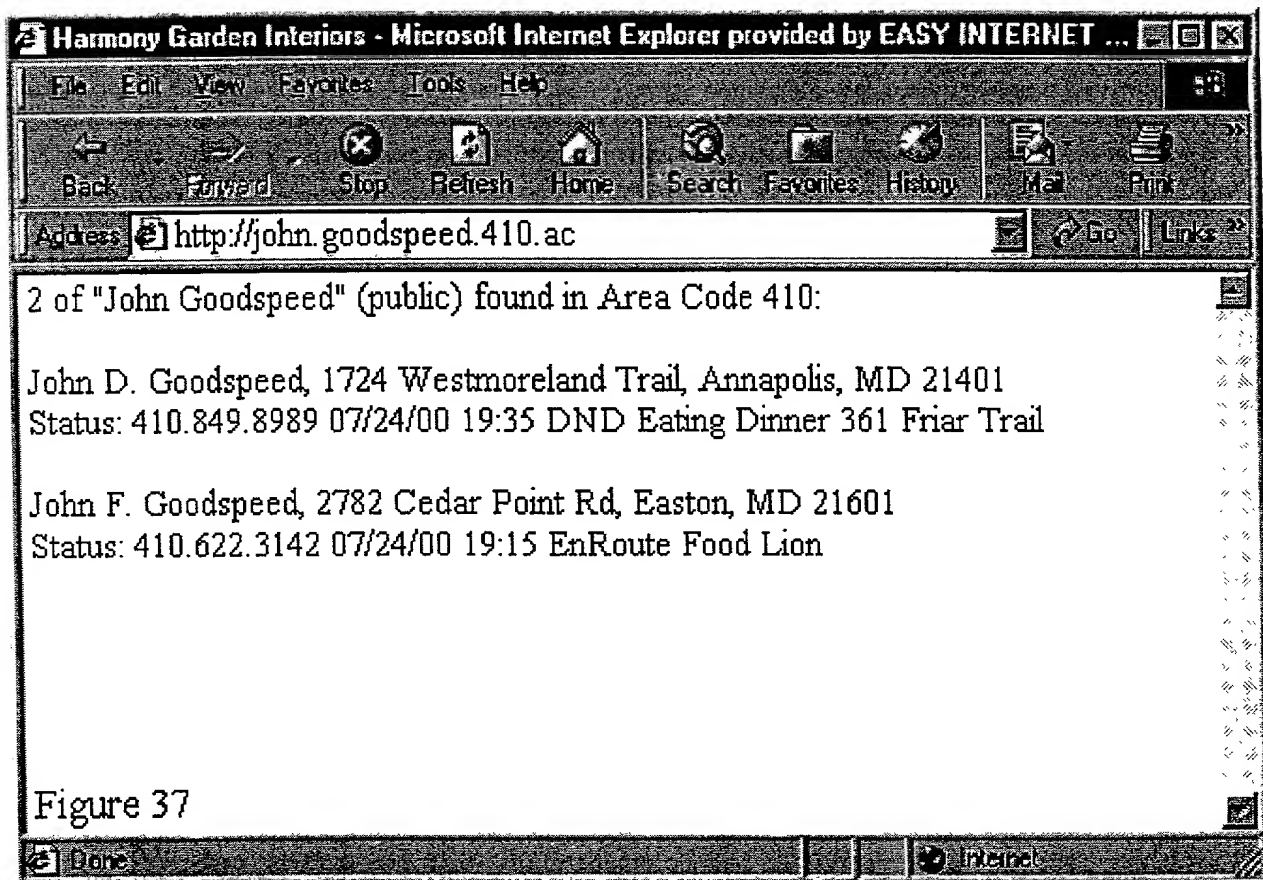 Harmony Garden Interiors - Microsoft Internet Explorer provided by EASY INTERNET ...
File Edit View Favorites Tools Help
Back Forward Stop Refresh Home Search Favorites History Mail Print »
Address http://john.goodspeed.410.ac Go Links »
2 of "John Goodspeed" (public) found in Area Code 410:
John D. Goodspeed, 1724 Westmoreland Trail, Annapolis, MD 21401
Status: 410.849.8989 07/24/00 19:35 DND Eating Dinner 361 Friar Trail
John F. Goodspeed, 2782 Cedar Point Rd, Easton, MD 21601
Status: 410.622.3142 07/24/00 19:15 EnRoute Food Lion
Figure 37
Done Internet